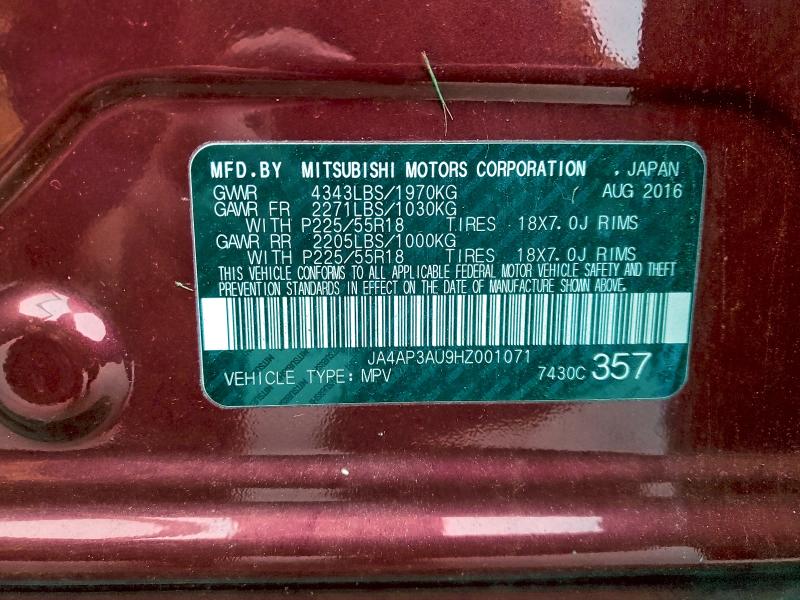 MFD.BY MITSUBISHI MOTORS CORPORATION , JAPAN
GVWR 4343LBS/1970KG AUG 2016
GAWR FR 2271LBS/1030KG
WITH P225/55R18 TIRES 18X7.0J RIMS
GAWR RR 2205LBS/1000KG
WITH P225/55R18 TIRES 18X7.0J RIMS
THIS VEHICLE CONFORMS TO ALL APPLICABLE FEDERAL MOTOR VEHICLE SAFETY AND THEFT
PREVENTION STANDARDS IN EFFECT ON THE DATE OF MANUFACTURE SHOWN ABOVE.
JA4AP3AU9HZ001071
VEHICLE TYPE: MPV 7430C 357